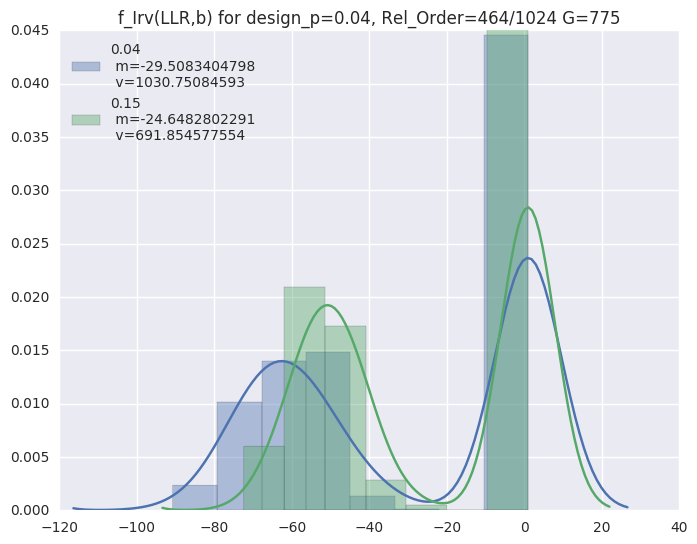 f_Irv(LLR,b) for design_p=0.04, Rel_Order=464/1024 G=775
0.04
m=-29.5083404798
v=1030.75084593
0.15
m=-24.6482802291
v=691.854577554
0.045
0.040
0.035
0.030
0.025
0.020
0.015
0.010
0.005
0.000
−120 −100 −80 −60 −40 −20 0 20 40